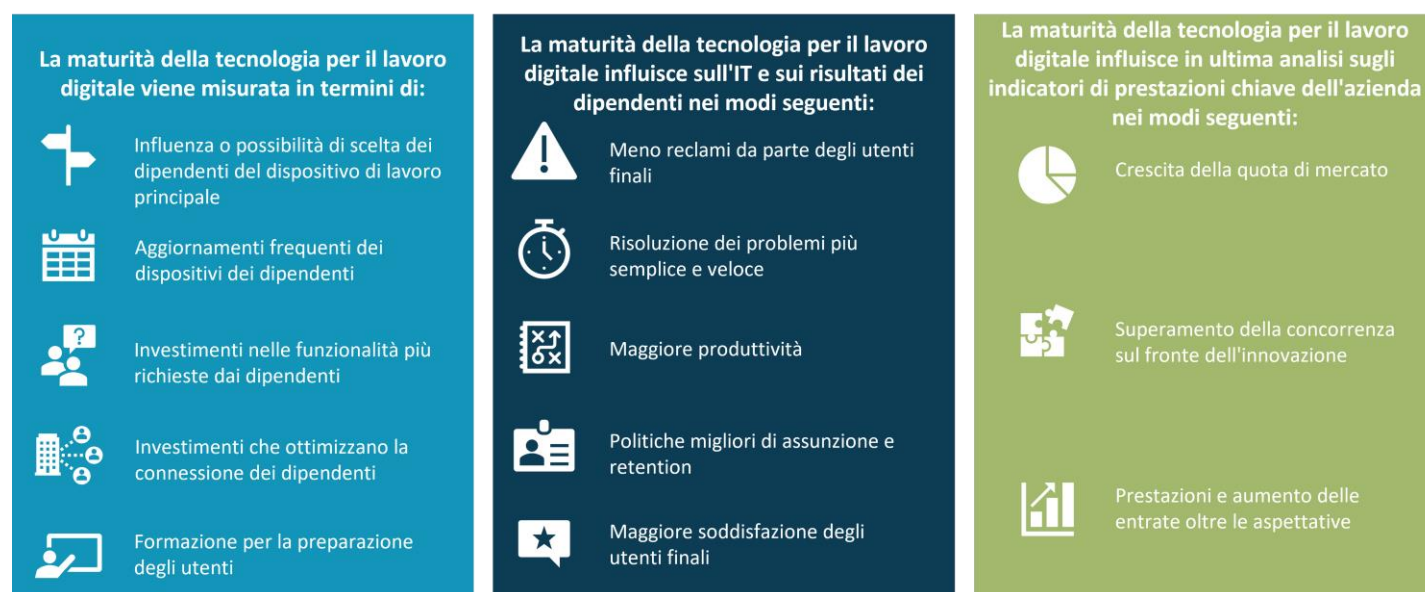 La maturità della tecnologia per il lavoro
digitale viene misurata in termini di:
Influenza o possibilità di scelta dei
dipendenti del dispositivo di lavoro
principale
Aggiornamenti frequenti dei
dispositivi dei dipendenti
?
Investimenti nelle funzionalità più
richieste dai dipendenti
Investimenti che ottimizzano la
connessione dei dipendenti
Formazione per la preparazione
degli utenti
La maturità della tecnologia per il lavoro
digitale influisce sull'IT e sui risultati dei
dipendenti nei modi seguenti:
Meno reclami da parte degli utenti
finali
Risoluzione dei problemi più
semplice e veloce
Maggiore produttività
Politiche migliori di assunzione e
retention
Maggiore soddisfazione degli
utenti finali
La maturità della tecnologia per il lavoro
digitale influisce in ultima analisi sugli
indicatori di prestazioni chiave dell'azienda
nei modi seguenti:
Crescita della quota di mercato
Superamento della concorrenza
sul fronte dell'innovazione
Prestazioni e aumento delle
entrate oltre le aspettative